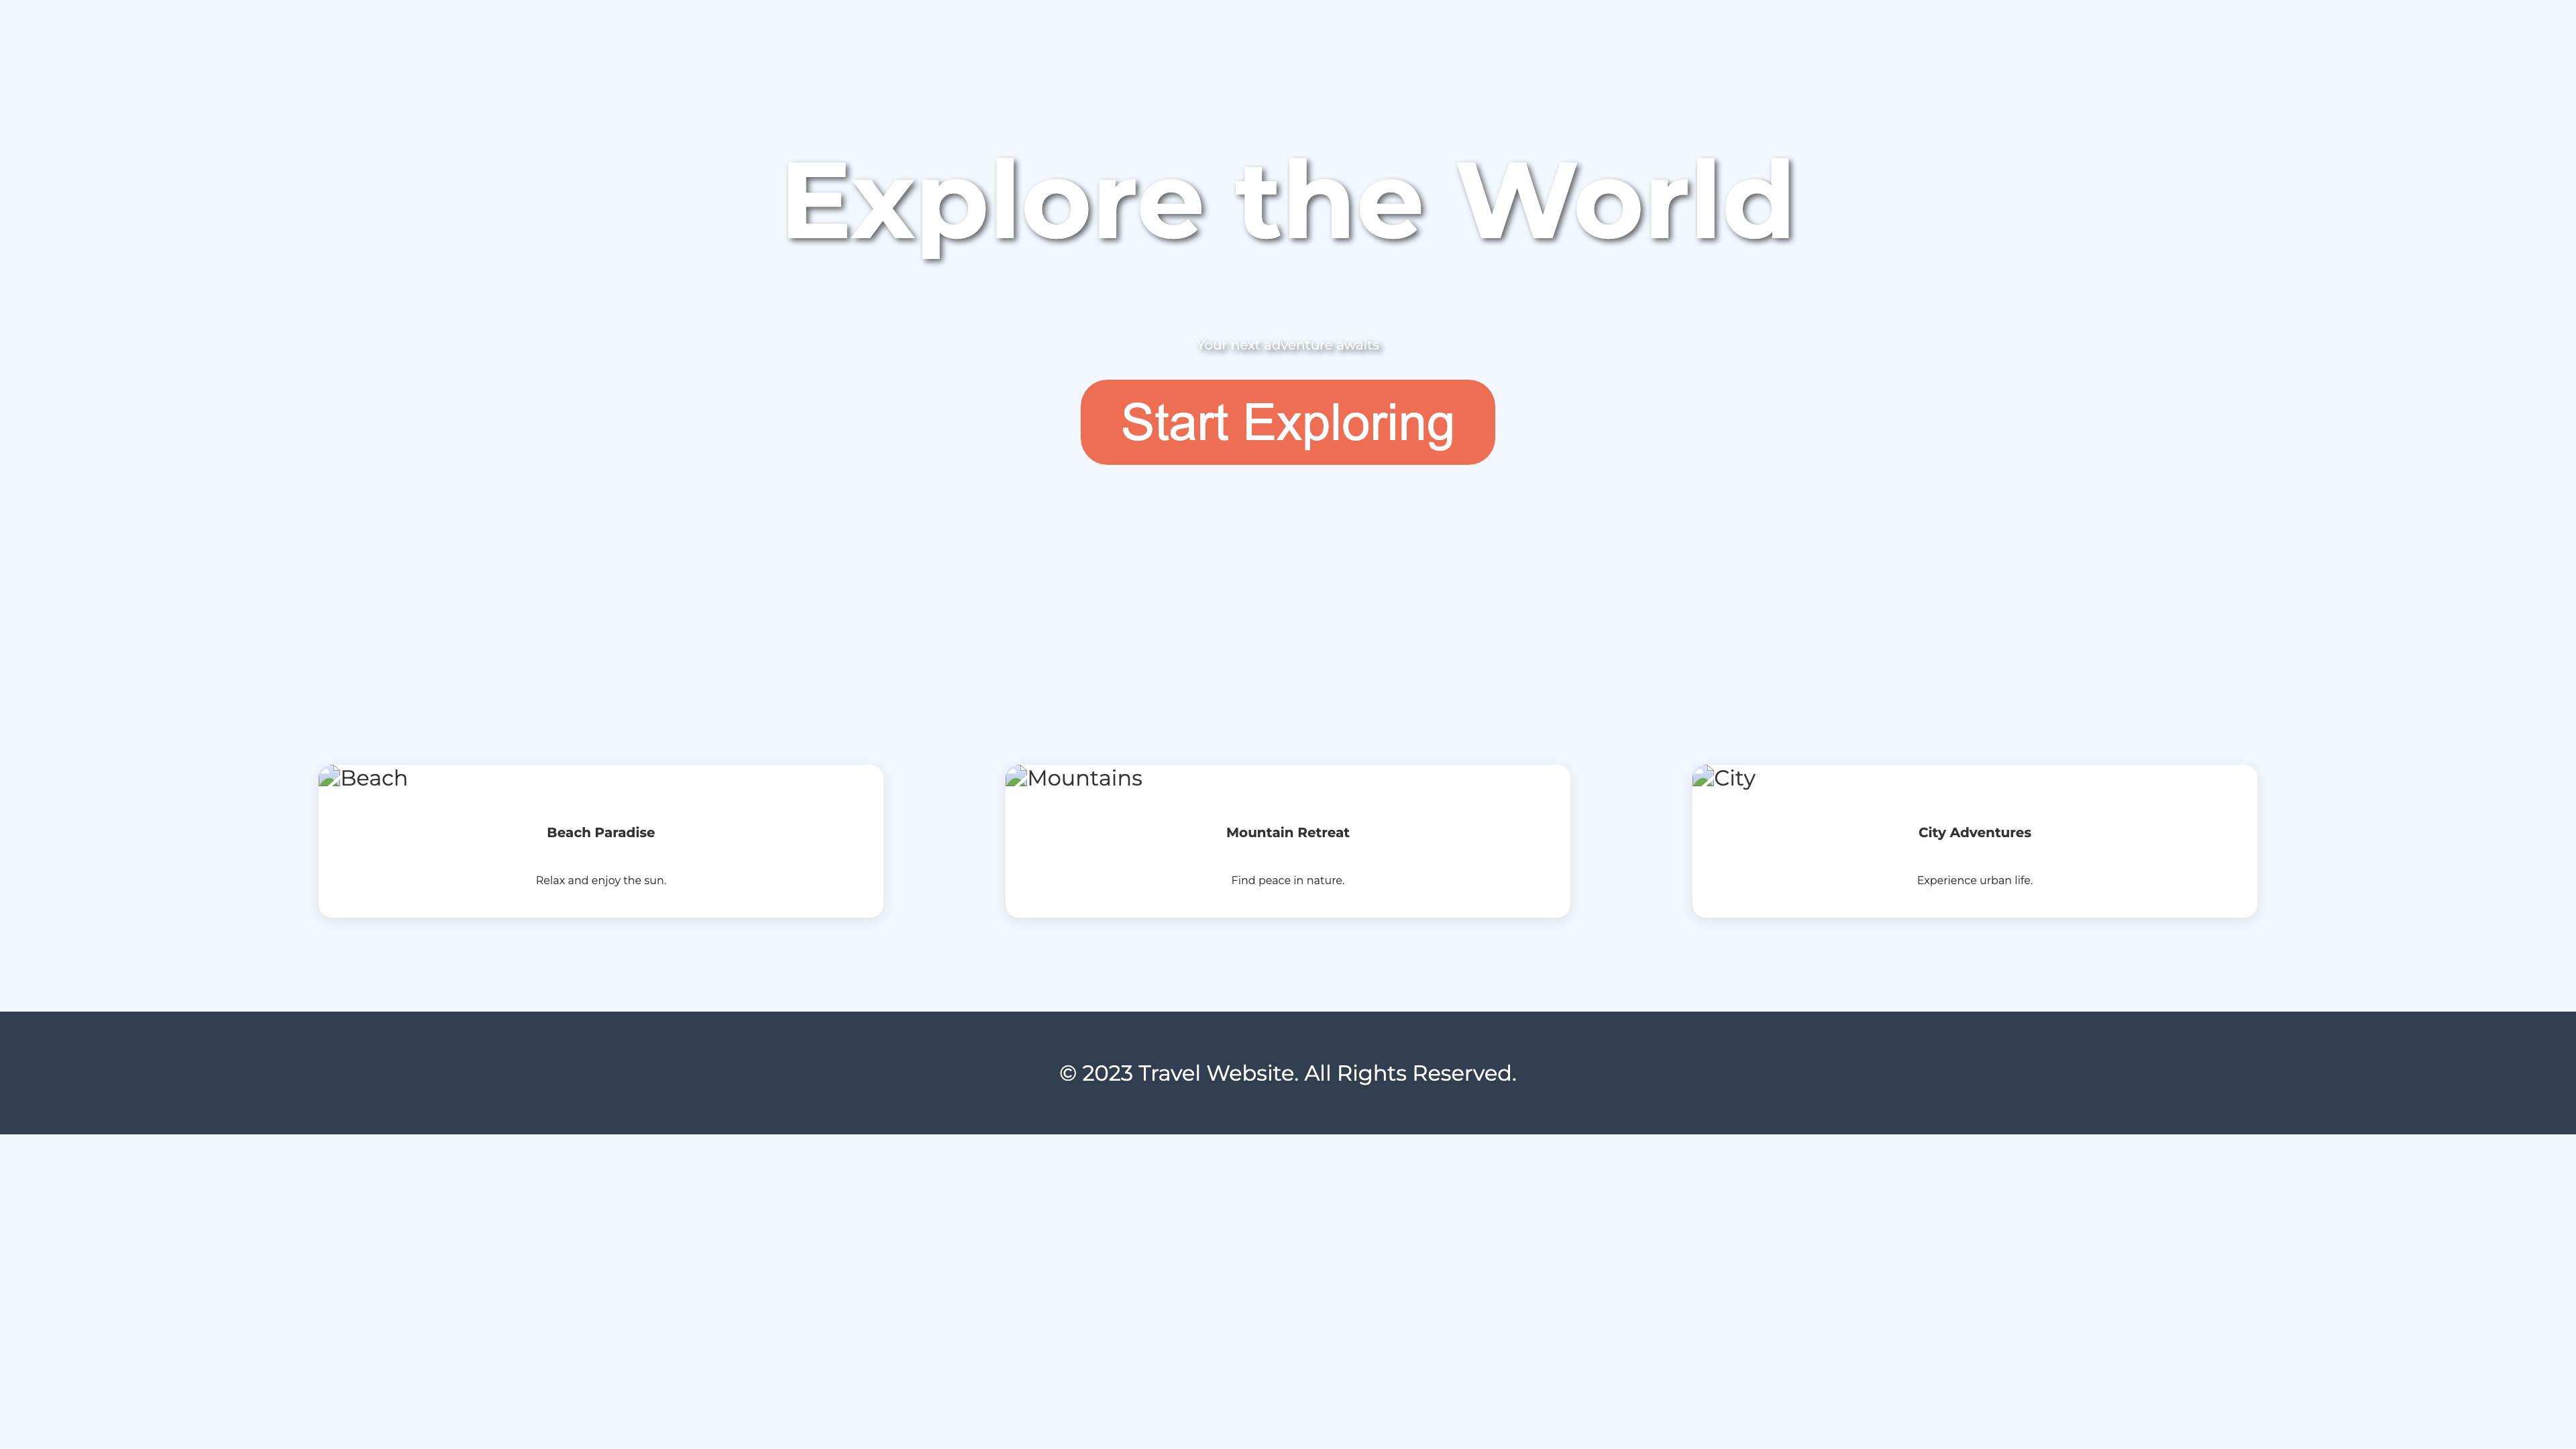 Explore the World
Your next adventure awaits
Start Exploring
Beach
Mountains
City
Beach Paradise
Mountain Retreat
City Adventures
Relax and enjoy the sun.
Find peace in nature.
Experience urban life.
© 2023 Travel Website. All Rights Reserved.